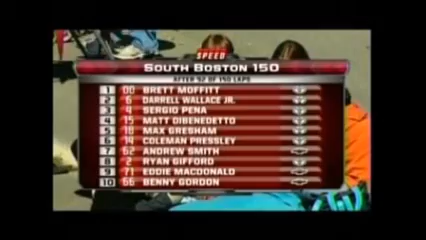 SPEED
SOUTH BOSTON 150
AFTER 92 OF 150 LAPS
1 00 BRETT MOFFITT
2 6 DARRELL WALLACE JR.
3 4 SERGIO PENA
4 15 MATT DIBENEDETTO
5 18 MAX GRESHAM
6 14 COLEMAN PRESSLEY
7 62 ANDREW SMITH
8 2 RYAN GIFFORD
9 71 EDDIE MACDONALD
10 66 BENNY GORDON